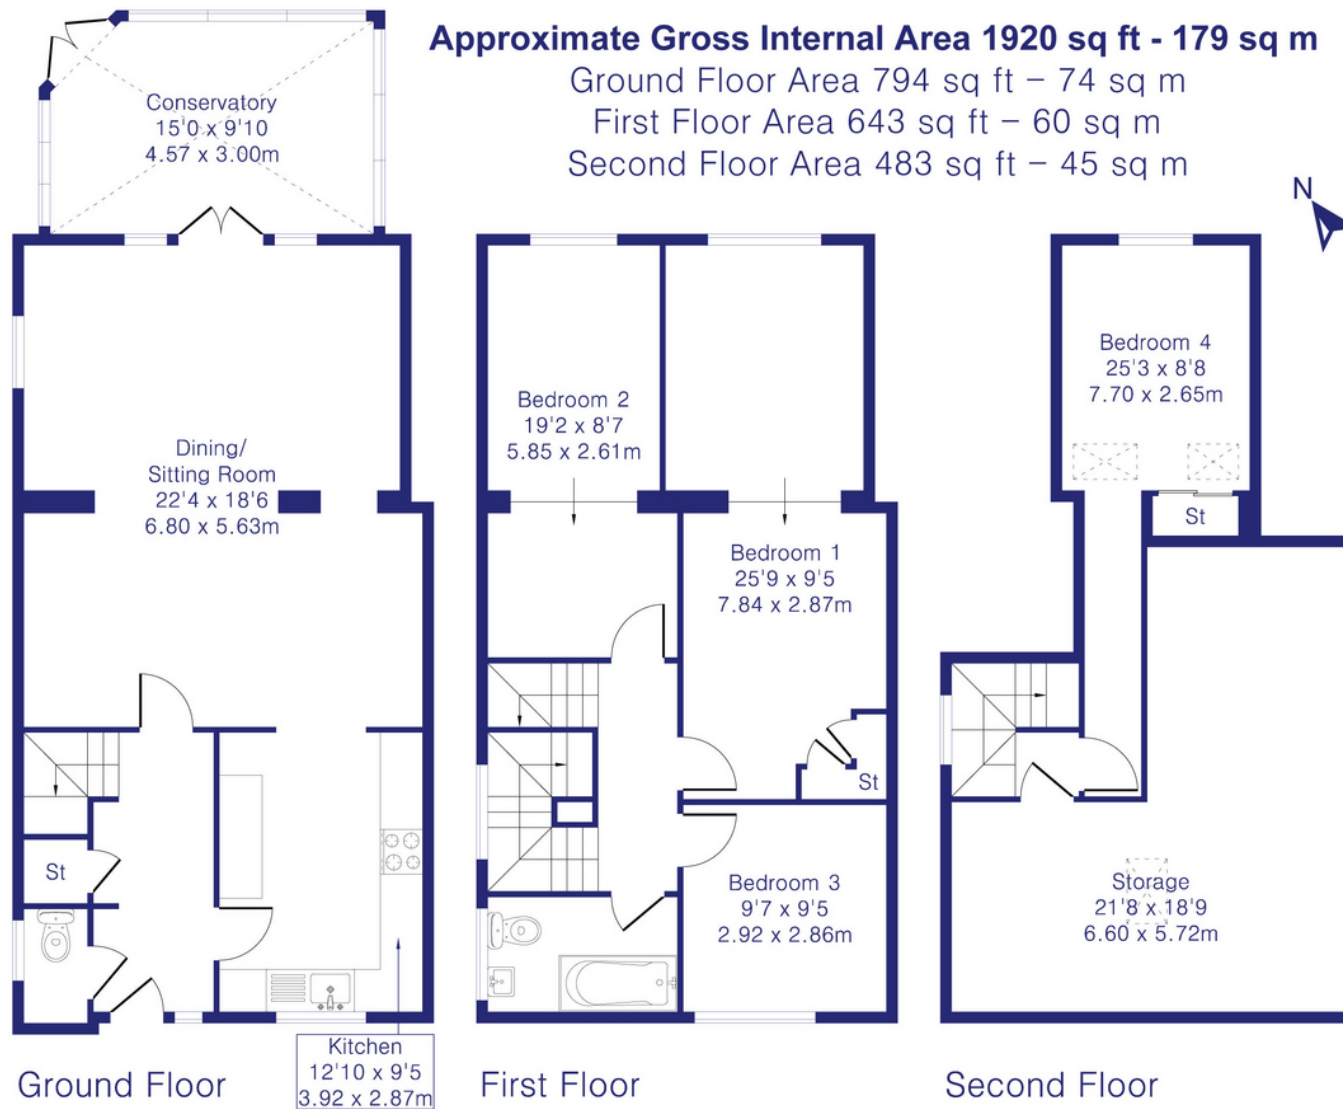 Approximate Gross Internal Area 1920 sq ft - 179 sq m
Ground Floor Area 794 sq ft – 74 sq m
First Floor Area 643 sq ft – 60 sq m
Second Floor Area 483 sq ft – 45 sq m
N
Conservatory
15'0 x 9'10
4.57 x 3.00m
Dining/
Sitting Room
22'4 x 18'6
6.80 x 5.63m
St
Kitchen
12'10 x 9'5
3.92 x 2.87m
Ground Floor
Bedroom 2
19'2 x 8'7
5.85 x 2.61m
Bedroom 1
25'9 x 9'5
7.84 x 2.87m
St
Bedroom 3
9'7 x 9'5
2.92 x 2.86m
First Floor
Bedroom 4
25'3 x 8'8
7.70 x 2.65m
St
Storage
21'8 x 18'9
6.60 x 5.72m
Second Floor